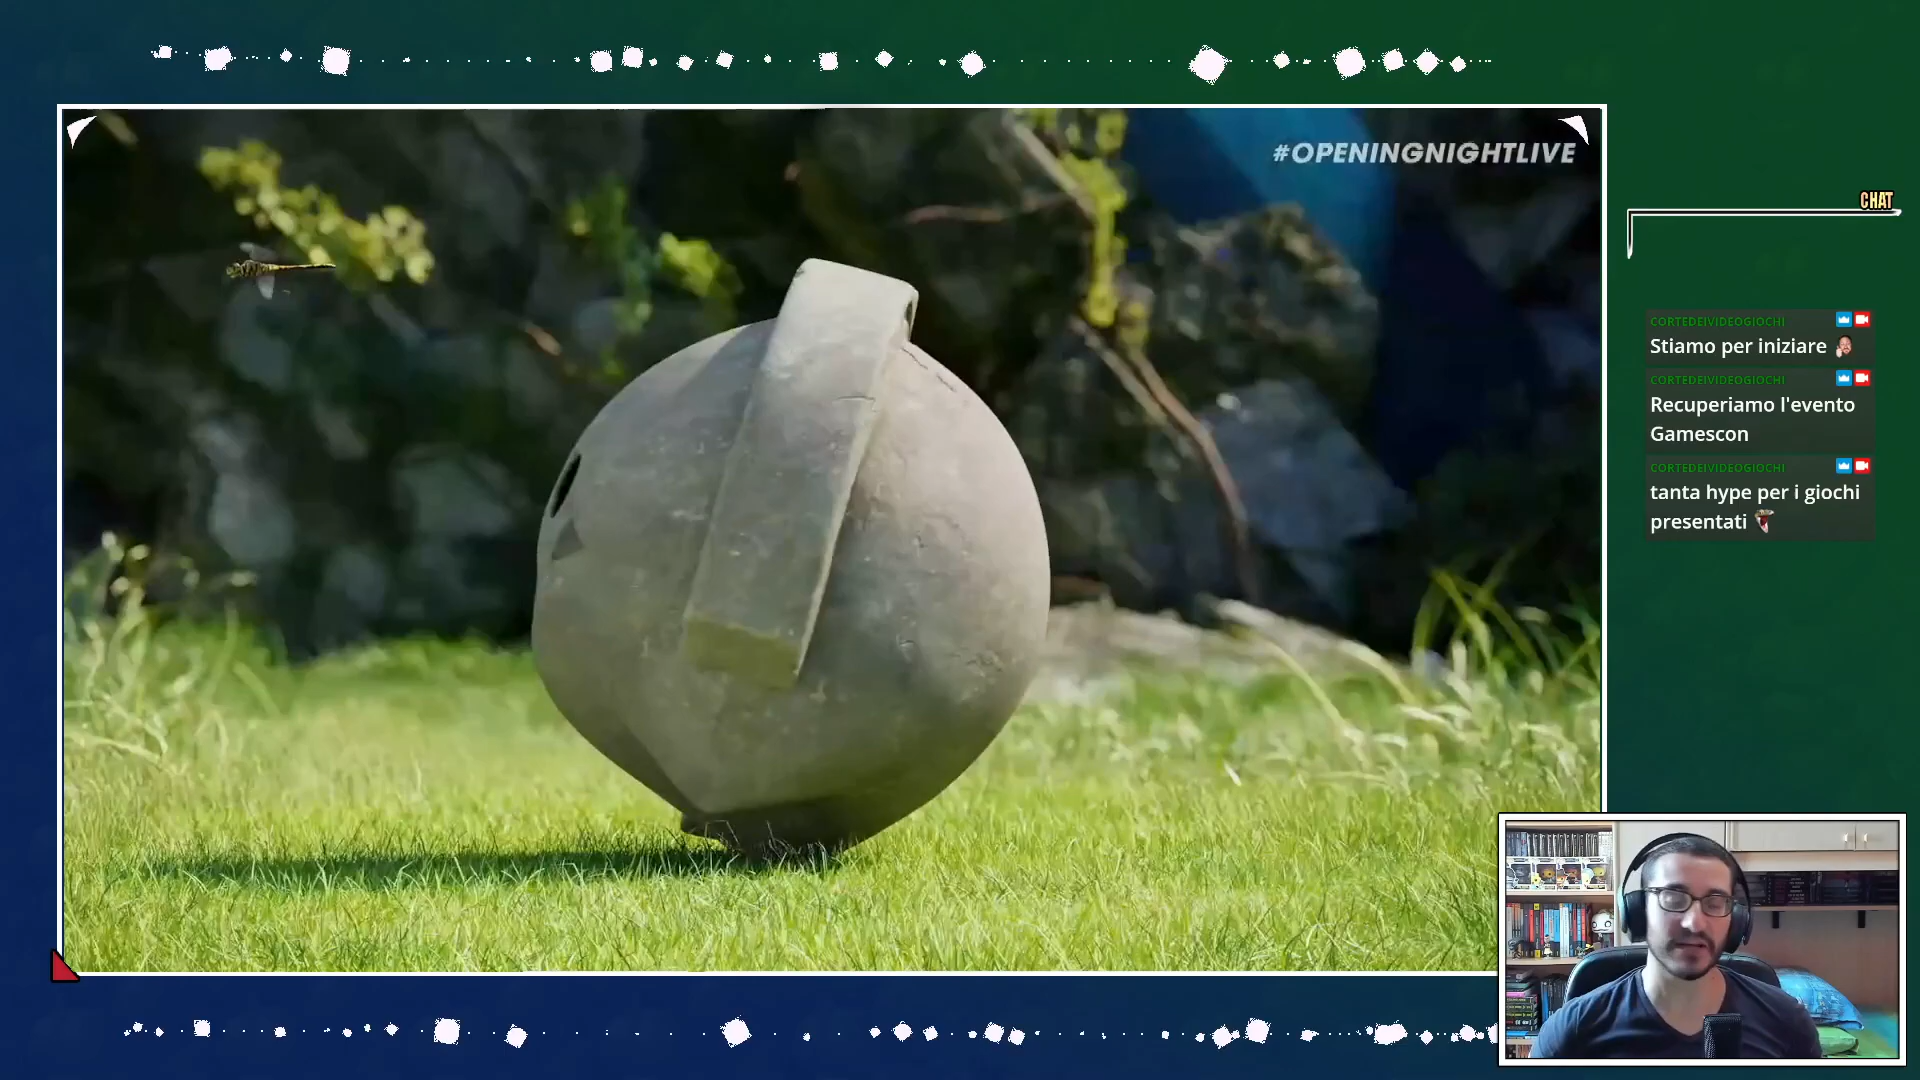 #OPENINGNIGHTLIVE
CHAT
CORTEDEIVIDEOGIOCHI
Stiamo per iniziare
CORTEDEIVIDEOGIOCHI
Recuperiamo l'evento
Gamescon
CORTEDEIVIDEOGIOCHI
tanta hype per i giochi
presentati